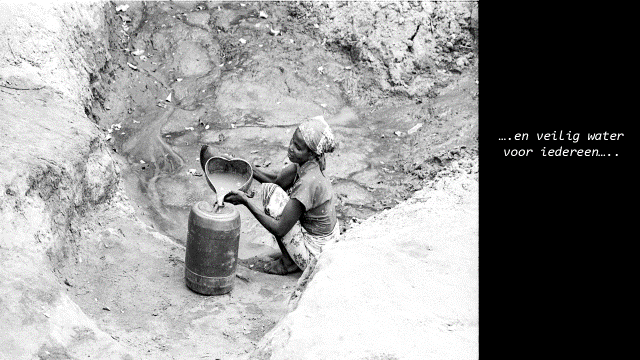 ....en veilig water
voor iedereen.....